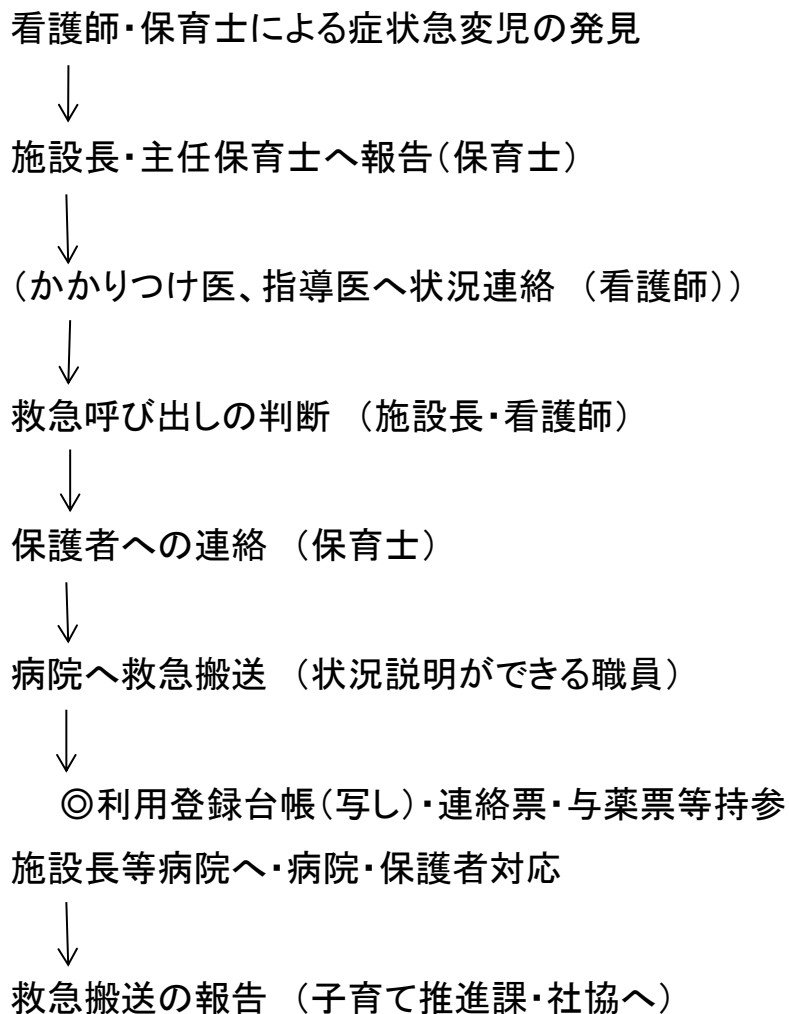 看護師・保育士による症状急変児の発見
施設長・主任保育士へ報告（保育士）
（かかりつけ医、指導医へ状況連絡　（看護師））
救急呼び出しの判断　（施設長・看護師）
保護者への連絡　（保育士）
病院へ救急搬送　（状況説明ができる職員）
◎利用登録台帳（写し）・連絡票・与薬票等持参
施設長等病院へ・病院・保護者対応
救急搬送の報告　（子育て推進課・社協へ）